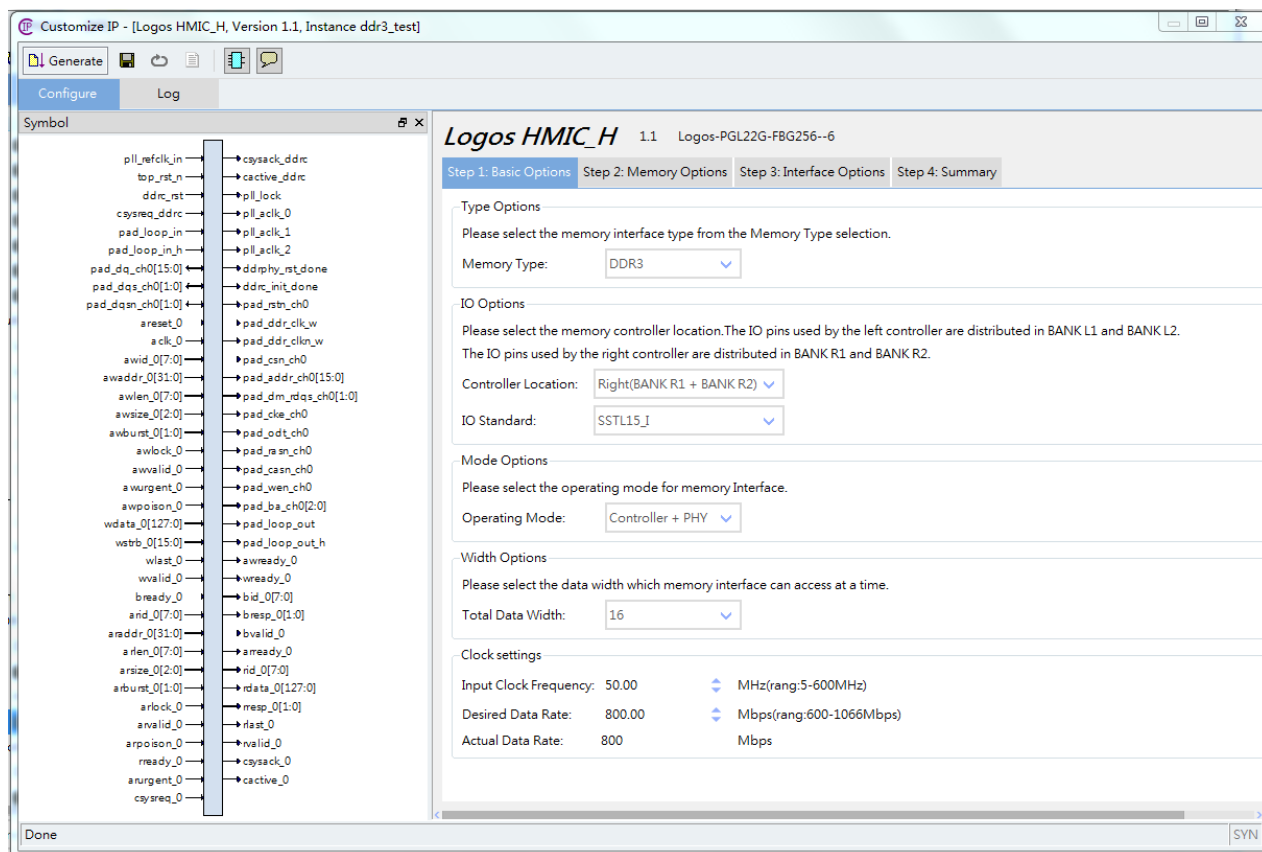 Customize IP - [Logos HMIC_H, Version 1.1, Instance ddr3_test]
Generate
Configure Log
Symbol
pll_refclk_in csysack_ddrc
top_rst_n cactive_ddrc
ddrc_rst pll_lock
csysreq_ddrc pll_aclk_0
pad_loop_in pll_aclk_1
pad_loop_in_h pll_aclk_2
pad_dq_ch0[15:0] ddrphy_rst_done
pad_dqs_ch0[1:0] ddrc_init_done
pad_dqsn_ch0[1:0] pad_rstn_ch0
areset_0 pad_ddr_clk_w
aclk_0 pad_ddr_clkn_w
awid_0[7:0] pad_csn_ch0
awaddr_0[31:0] pad_addr_ch0[15:0]
awlen_0[7:0] pad_dm_rdqs_ch0[1:0]
awsize_0[2:0] pad_cke_ch0
awburst_0[1:0] pad_odt_ch0
awlock_0 pad_rasn_ch0
awvalid_0 pad_casn_ch0
awurgent_0 pad_wen_ch0
awpoison_0 pad_ba_ch0[2:0]
wdata_0[127:0] pad_loop_out
wstrb_0[15:0] pad_loop_out_h
wlast_0 awready_0
wvalid_0 wready_0
bready_0 bid_0[7:0]
arid_0[7:0] bresp_0[1:0]
araddr_0[31:0] bvalid_0
arlen_0[7:0] arready_0
arsize_0[2:0] rid_0[7:0]
arburst_0[1:0] rdata_0[127:0]
arlock_0 rresp_0[1:0]
arvalid_0 rlast_0
arpoison_0 rvalid_0
rready_0 csysack_0
arurgent_0 cactive_0
csysreq_0
Logos HMIC_H 1.1 Logos-PGL22G-FBG256--6
Step 1: Basic Options Step 2: Memory Options Step 3: Interface Options Step 4: Summary
Type Options
Please select the memory interface type from the Memory Type selection.
Memory Type: DDR3
IO Options
Please select the memory controller location.The IO pins used by the left controller are distributed in BANK L1 and BANK L2.
The IO pins used by the right controller are distributed in BANK R1 and BANK R2.
Controller Location: Right(BANK R1 + BANK R2)
IO Standard: SSTL15_I
Mode Options
Please select the operating mode for memory Interface.
Operating Mode: Controller + PHY
Width Options
Please select the data width which memory interface can access at a time.
Total Data Width: 16
Clock settings
Input Clock Frequency: 50.00 MHz(rang:5-600MHz)
Desired Data Rate: 800.00 Mbps(rang:600-1066Mbps)
Actual Data Rate: 800 Mbps
Done SYN